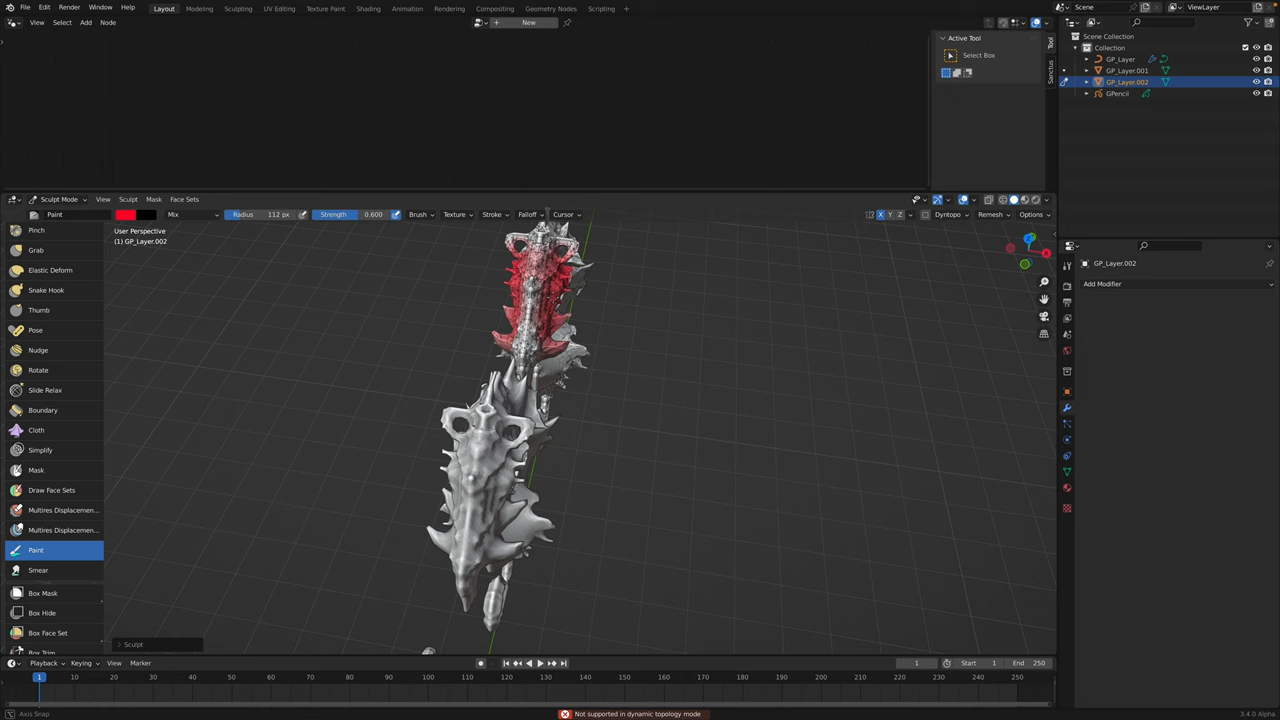 File Edit Render Window Help Layout Modeling Sculpting UV Editing Texture Paint Shading Animation Rendering Compositing Geometry Nodes Scripting Scene ViewLayer
View Select Add Node New
Active Tool
Select Box
Tool
Sanctus
Scene Collection
Collection
GP_Layer
GP_Layer.001
GP_Layer.002
GPencil
Sculpt Mode View Sculpt Mask Face Sets
Paint Mix Radius 112 px Strength 0.600 Brush Texture Stroke Falloff Cursor X Y Z Dyntopo Remesh Options
User Perspective
(1) GP_Layer.002
Z
X
Pinch
Grab
Elastic Deform
Snake Hook
Thumb
Pose
Nudge
Rotate
Slide Relax
Boundary
Cloth
Simplify
Mask
Draw Face Sets
Multires Displacemen...
Multires Displacemen...
Paint
Smear
Box Mask
Box Hide
Box Face Set
Box Trim
Sculpt
GP_Layer.002
Add Modifier
Playback Keying View Marker 1 Start 1 End 250
1 10 20 30 40 50 60 70 80 90 100 110 120 130 140 150 160 170 180 190 200 210 220 230 240 250
Axis Snap Not supported in dynamic topology mode 3.4.0 Alpha